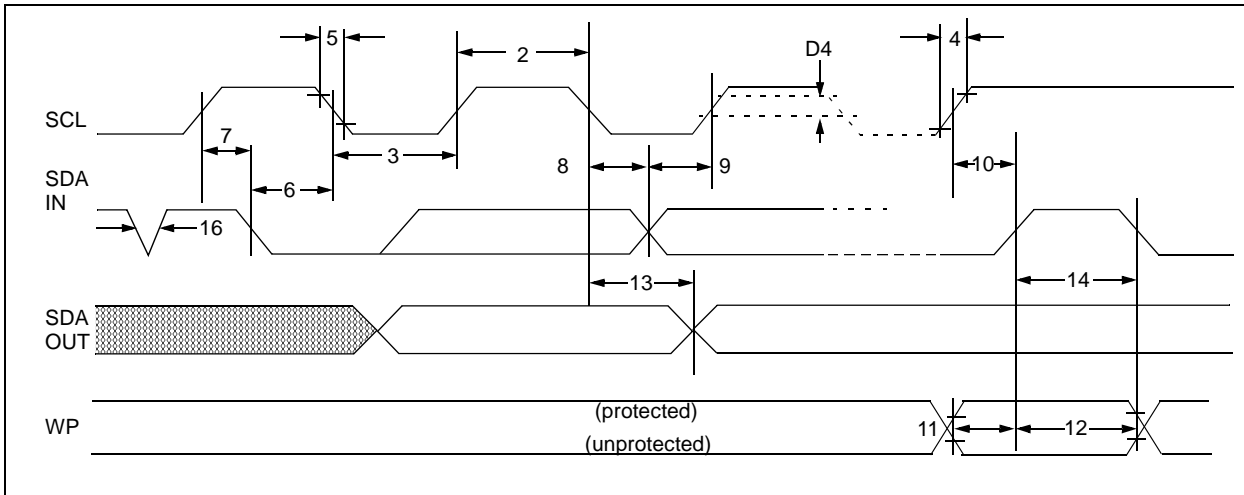 5
2
D4
4
SCL
7
3
8
9
10
SDA
IN
6
16
13
14
SDA
OUT
WP
(protected)
(unprotected)
11
12